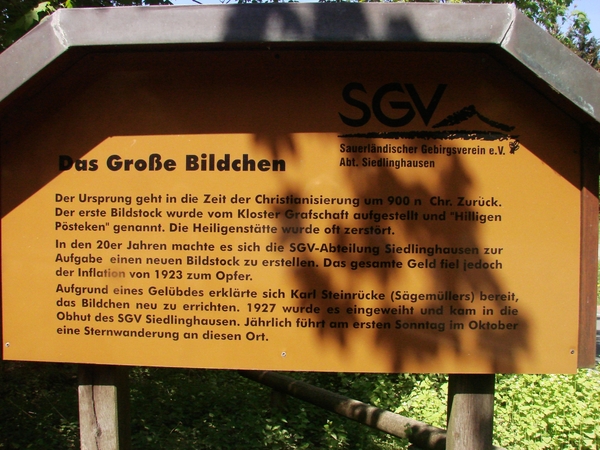 SGV
Sauerländischer Gebirgsverein e.V.
Abt. Siedlinghausen
Das Große Bildchen
Der Ursprung geht in die Zeit der Christianisierung um 900 n Chr. Zurück.
Der erste Bildstock wurde vom Kloster Grafschaft aufgestellt und "Hilligen
Pösteken" genannt. Die Heiligenstätte wurde oft zerstört.
In den 20er Jahren machte es sich die SGV-Abteilung Siedlinghausen zur
Aufgabe einen neuen Bildstock zu erstellen. Das gesamte Geld fiel jedoch
der Inflation von 1923 zum Opfer.
Aufgrund eines Gelübdes erklärte sich Karl Steinrücke (Sägemüllers) bereit,
das Bildchen neu zu errichten. 1927 wurde es eingeweiht und kam in die
Obhut des SGV Siedlinghausen. Jährlich führt am ersten Sonntag im Oktober
eine Sternwanderung an diesen Ort.